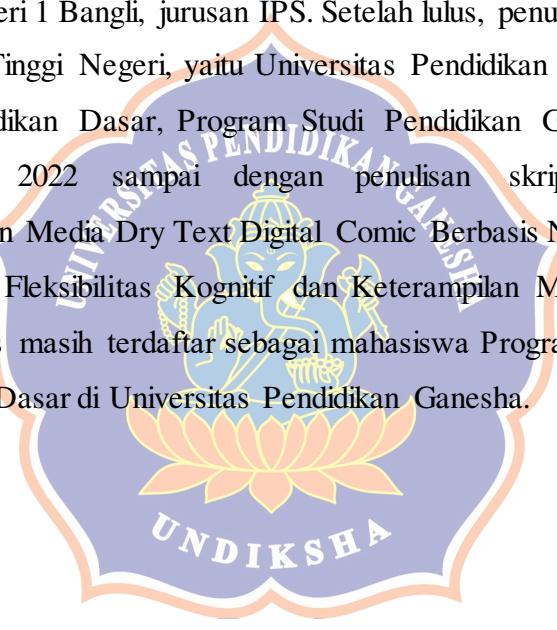 eri 1 Bangli, jurusan IPS. Setelah lulus, penu
Tinggi Negeri, yaitu Universitas Pendidikan
dikan Dasar, Program Studi Pendidikan G
2022 sampai dengan penulisan skrip
n Media Dry Text Digital Comic Berbasis N
Fleksibilitas Kognitif dan Keterampilan M
s masih terdaftar sebagai mahasiswa Progra
Dasar di Universitas Pendidikan Ganesha.
UNIVERSITAS PENDIDIKAN GANESHA
UNDIKSHA